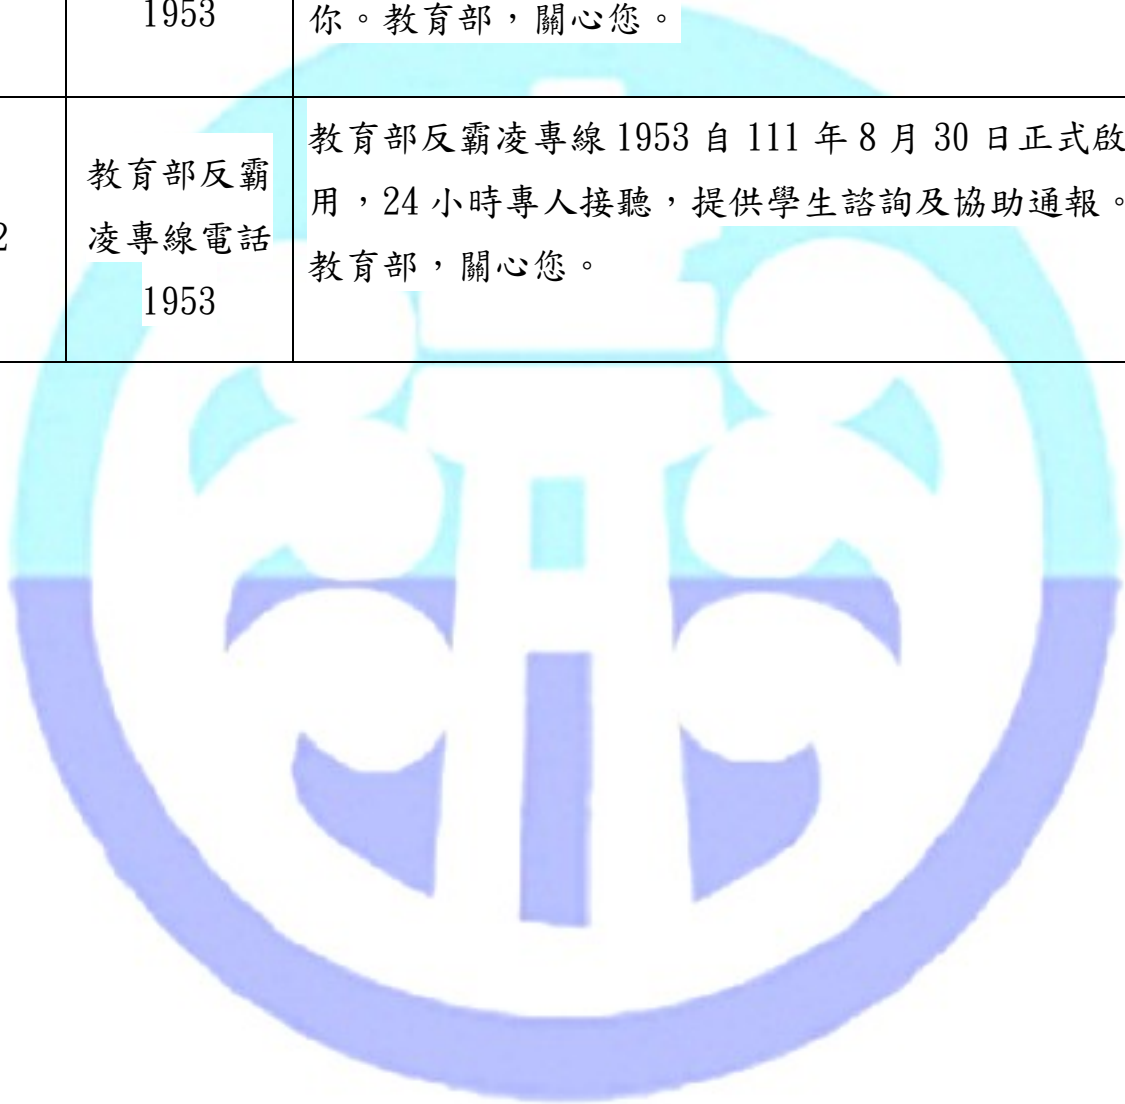 1953
你。教育部，關心您。
2
教育部反霸
凌專線電話
1953
教育部反霸凌專線 1953 自 111 年 8 月 30 日正式啟
用，24 小時專人接聽，提供學生諮詢及協助通報。
教育部，關心您。